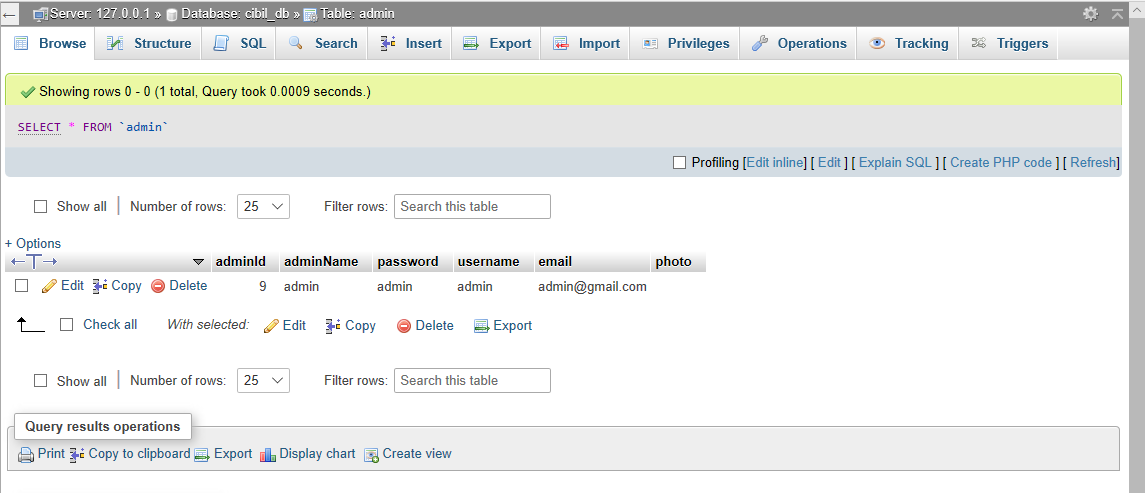 Server: 127.0.0.1 » Database: cibil_db » Table: admin
Browse Structure SQL Search Insert Export Import Privileges Operations Tracking Triggers
Showing rows 0 - 0 (1 total, Query took 0.0009 seconds.)
SELECT * FROM `admin`
Profiling [Edit inline] [ Edit ] [ Explain SQL ] [ Create PHP code ] [ Refresh]
Show all Number of rows: 25 Filter rows: Search this table
+ Options
adminId adminName password username email photo
Edit Copy Delete 9 admin admin admin admin@gmail.com
Check all With selected: Edit Copy Delete Export
Show all Number of rows: 25 Filter rows: Search this table
Query results operations
Print Copy to clipboard Export Display chart Create view